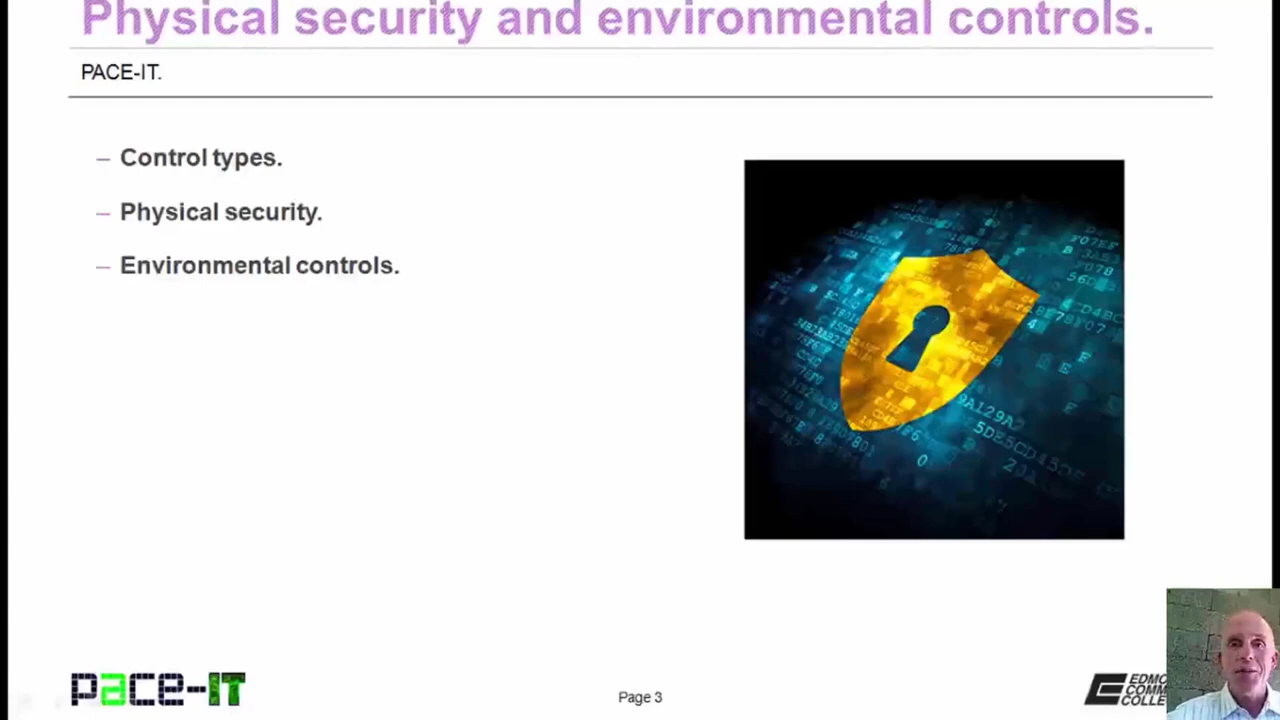 Physical security and environmental controls.
PACE-IT.
– Control types.
– Physical security.
– Environmental controls.
pace-IT
Page 3